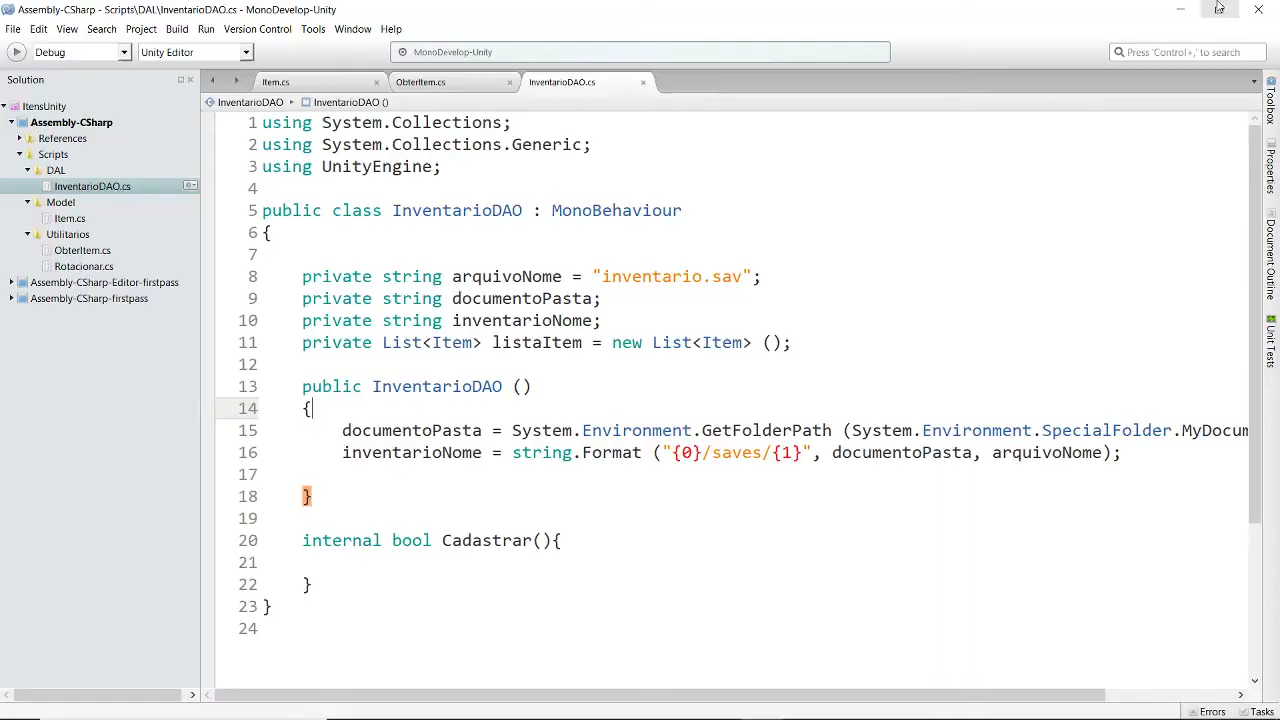 Assembly-CSharp - Scripts\DAL\InventarioDAO.cs - MonoDevelop-Unity
File Edit View Search Project Build Run Version Control Tools Window Help
Debug Unity Editor MonoDevelop-Unity Press 'Control+,' to search
Solution
Item.cs ObterItem.cs InventarioDAO.cs
InventarioDAO InventarioDAO ()
ItensUnity
Assembly-CSharp
References
Scripts
DAL
InventarioDAO.cs
Model
Item.cs
Utilitarios
ObterItem.cs
Rotacionar.cs
Assembly-CSharp-Editor-firstpass
Assembly-CSharp-firstpass
1 using System.Collections;
2 using System.Collections.Generic;
3 using UnityEngine;
4
5 public class InventarioDAO : MonoBehaviour
6 {
7
8 private string arquivoNome = "inventario.sav";
9 private string documentoPasta;
10 private string inventarioNome;
11 private List<Item> listaItem = new List<Item> ();
12
13 public InventarioDAO ()
14 {
15 documentoPasta = System.Environment.GetFolderPath (System.Environment.SpecialFolder.MyDocum
16 inventarioNome = string.Format ("{0}/saves/{1}", documentoPasta, arquivoNome);
17
18 }
19
20 internal bool Cadastrar(){
21
22 }
23 }
24
Toolbox
Properties
Document Outline
Unit Tests
Errors Tasks